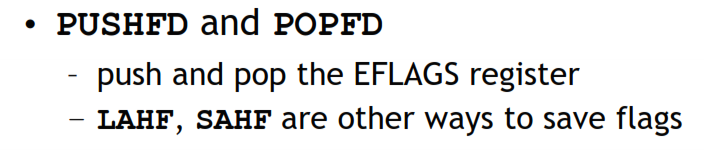 • PUSHFD and POPFD
- push and pop the EFLAGS register
– LAHF, SAHF are other ways to save flags